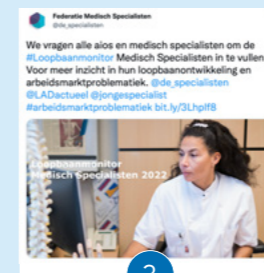 Federatie Medisch Specialisten
@de_specialisten
We vragen alle aios en medisch specialisten om de
#Loopbaanmonitor Medisch Specialisten in te vullen
Voor meer inzicht in hun loopbaanontwikkeling en
arbeidsmarktproblematiek. @de_specialisten
@LADactueel @jongespecialist
#arbeidsmarktproblematiek bit.ly/3LhpIf8
Loopbaanmonitor
Medisch Specialisten 2022
2